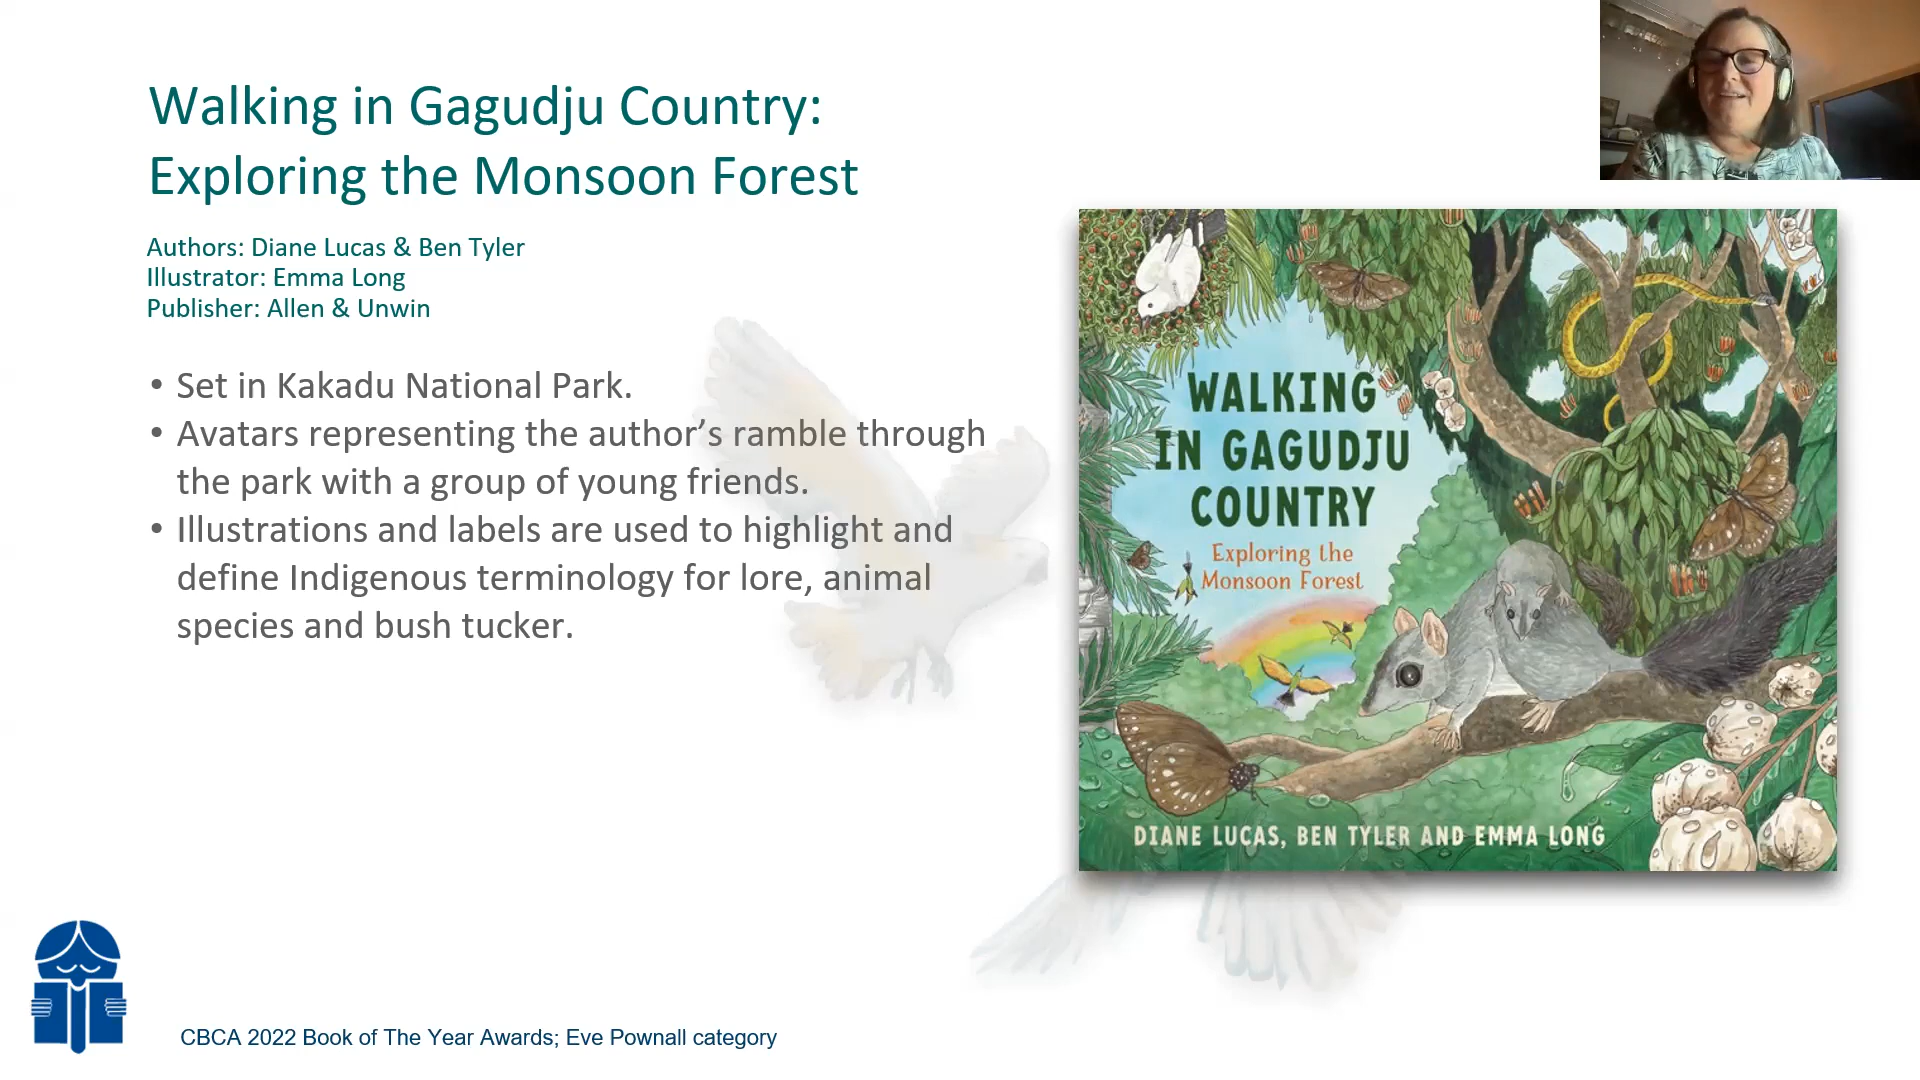 Walking in Gagudju Country:
Exploring the Monsoon Forest
Authors: Diane Lucas & Ben Tyler
Illustrator: Emma Long
Publisher: Allen & Unwin
• Set in Kakadu National Park.
• Avatars representing the author’s ramble through
the park with a group of young friends.
• Illustrations and labels are used to highlight and
define Indigenous terminology for lore, animal
species and bush tucker.
WALKING
IN GAGUDJU
COUNTRY
Exploring the
Monsoon Forest
DIANE LUCAS, BEN TYLER AND EMMA LONG
CBCA 2022 Book of The Year Awards; Eve Pownall category